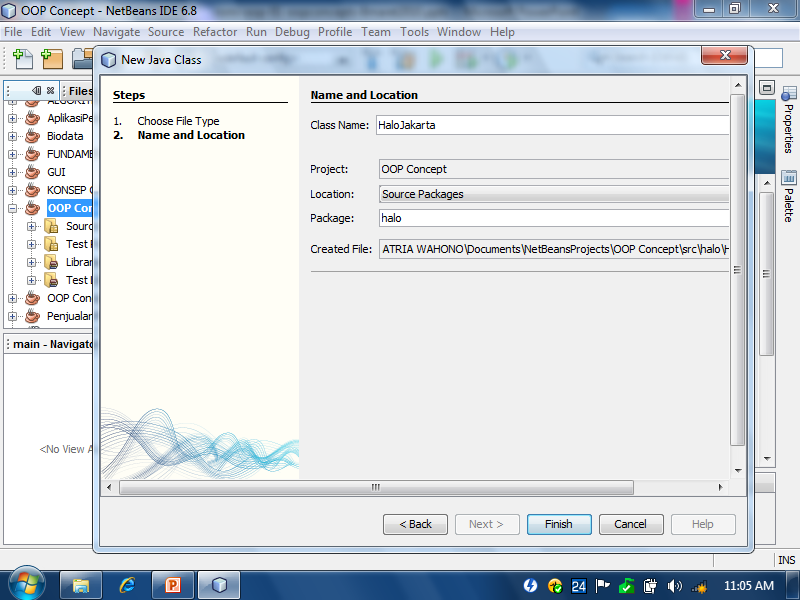 OOP Concept - NetBeans IDE 6.8
File Edit View Navigate Source Refactor Run Debug Profile Team Tools Window Help
New Java Class
Files
AplikasiPe
Biodata
FUNDAME
GUI
KONSEP
OOP Con
Sourc
Test
Librar
Test
OOP Con
Penjualan
main - Navigato
<No View A
Steps
1. Choose File Type
2. Name and Location
Name and Location
Class Name: HaloJakarta
Project: OOP Concept
Location: Source Packages
Package: halo
Created File: ATRIA WAHONO\Documents\NetBeansProjects\OOP Concept\src\halo\H
< Back Next > Finish Cancel Help
Properties
Palette
INS
24
11:05 AM